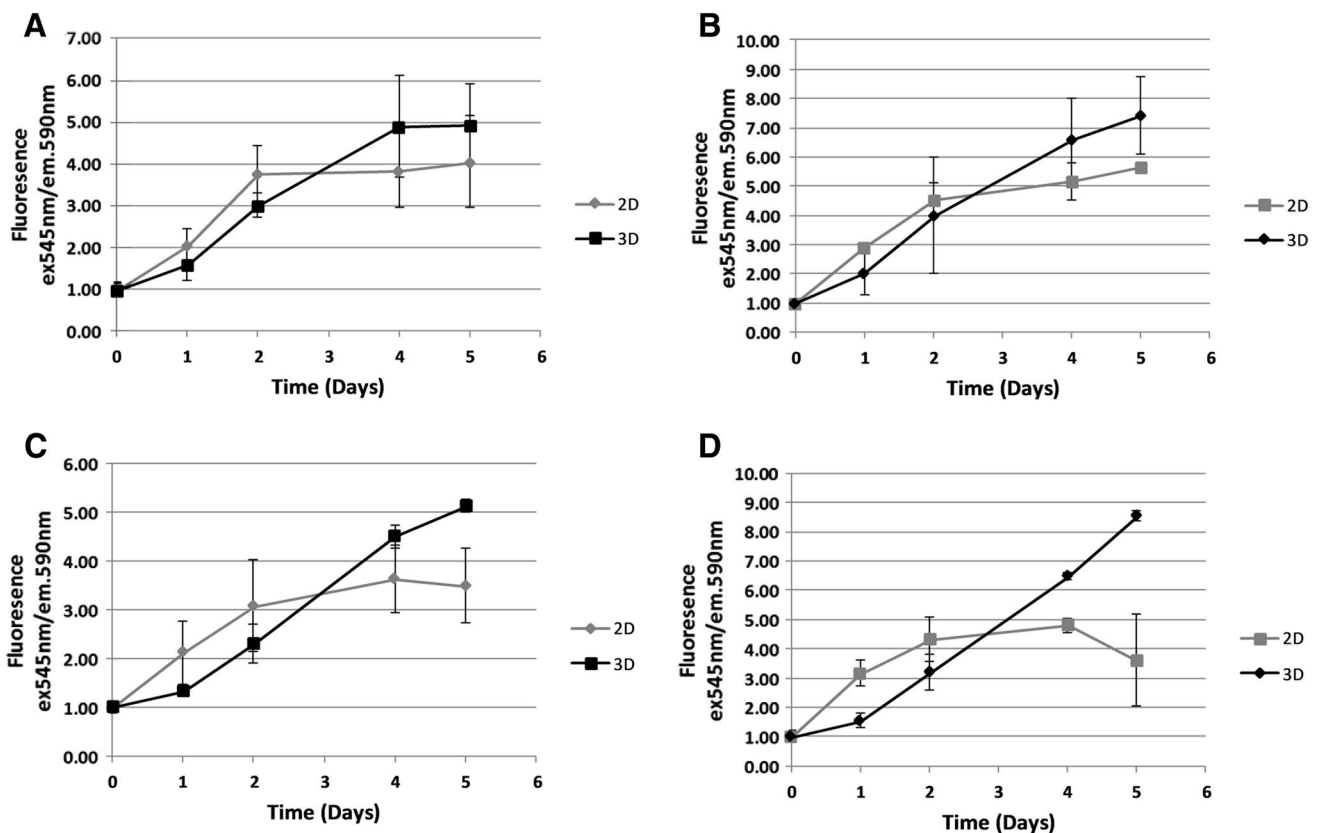 A
7.00
6.00
5.00
4.00
3.00
2.00
1.00
0.00
Fluoresence
ex545nm/em.590nm
0 1 2 3 4 5 6
Time (Days)
2D
3D
B
10.00
9.00
8.00
7.00
6.00
5.00
4.00
3.00
2.00
1.00
0.00
Fluoresence
ex545nm/em.590nm
0 1 2 3 4 5 6
Time (Days)
2D
3D
C
6.00
5.00
4.00
3.00
2.00
1.00
0.00
Fluoresence
ex545nm/em.590nm
0 1 2 3 4 5 6
Time (Days)
2D
3D
D
10.00
9.00
8.00
7.00
6.00
5.00
4.00
3.00
2.00
1.00
0.00
Fluoresence
ex545nm/em.590nm
0 1 2 3 4 5 6
Time (Days)
2D
3D